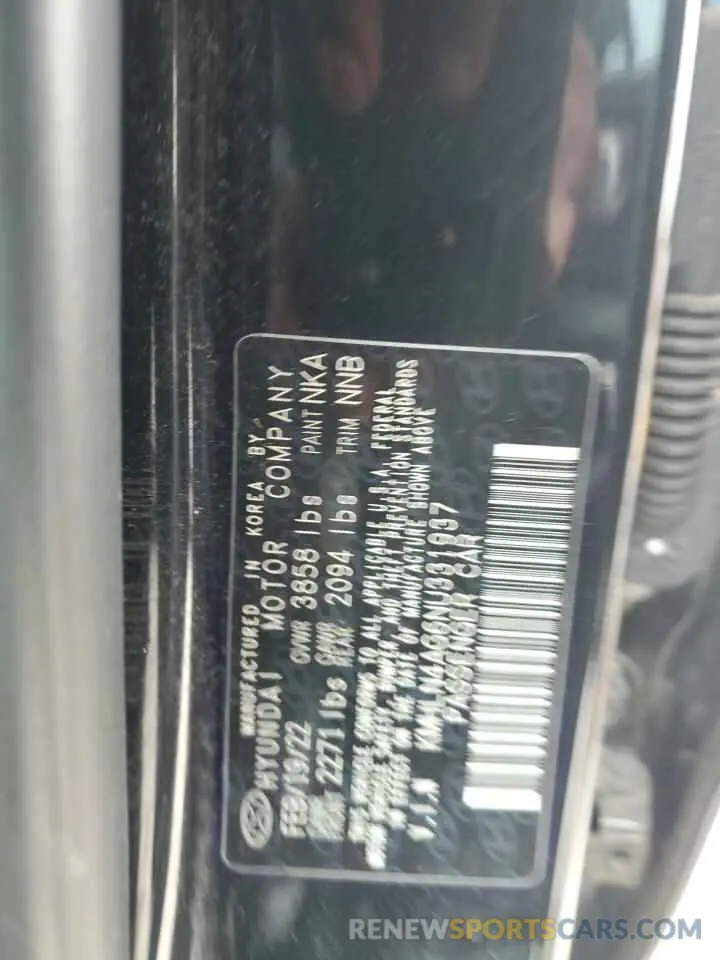 MANUFACTURED IN KOREA BY
HYUNDAI MOTOR COMPANY
FEB/19/22 GVWR 3858 lbs PAINT NKA
2271 lbs GAWR REAR 2094 lbs TRIM NNB
THIS VEHICLE CONFORMS TO ALL APPLICABLE U.S.A. FEDERAL
MOTOR VEHICLE SAFETY, BUMPER, AND THEFT PREVENTION STANDARDS
IN EFFECT ON THE DATE OF MANUFACTURE SHOWN ABOVE
V.I.N
PASSENGER CAR
RENEWSPORTSCARS.COM